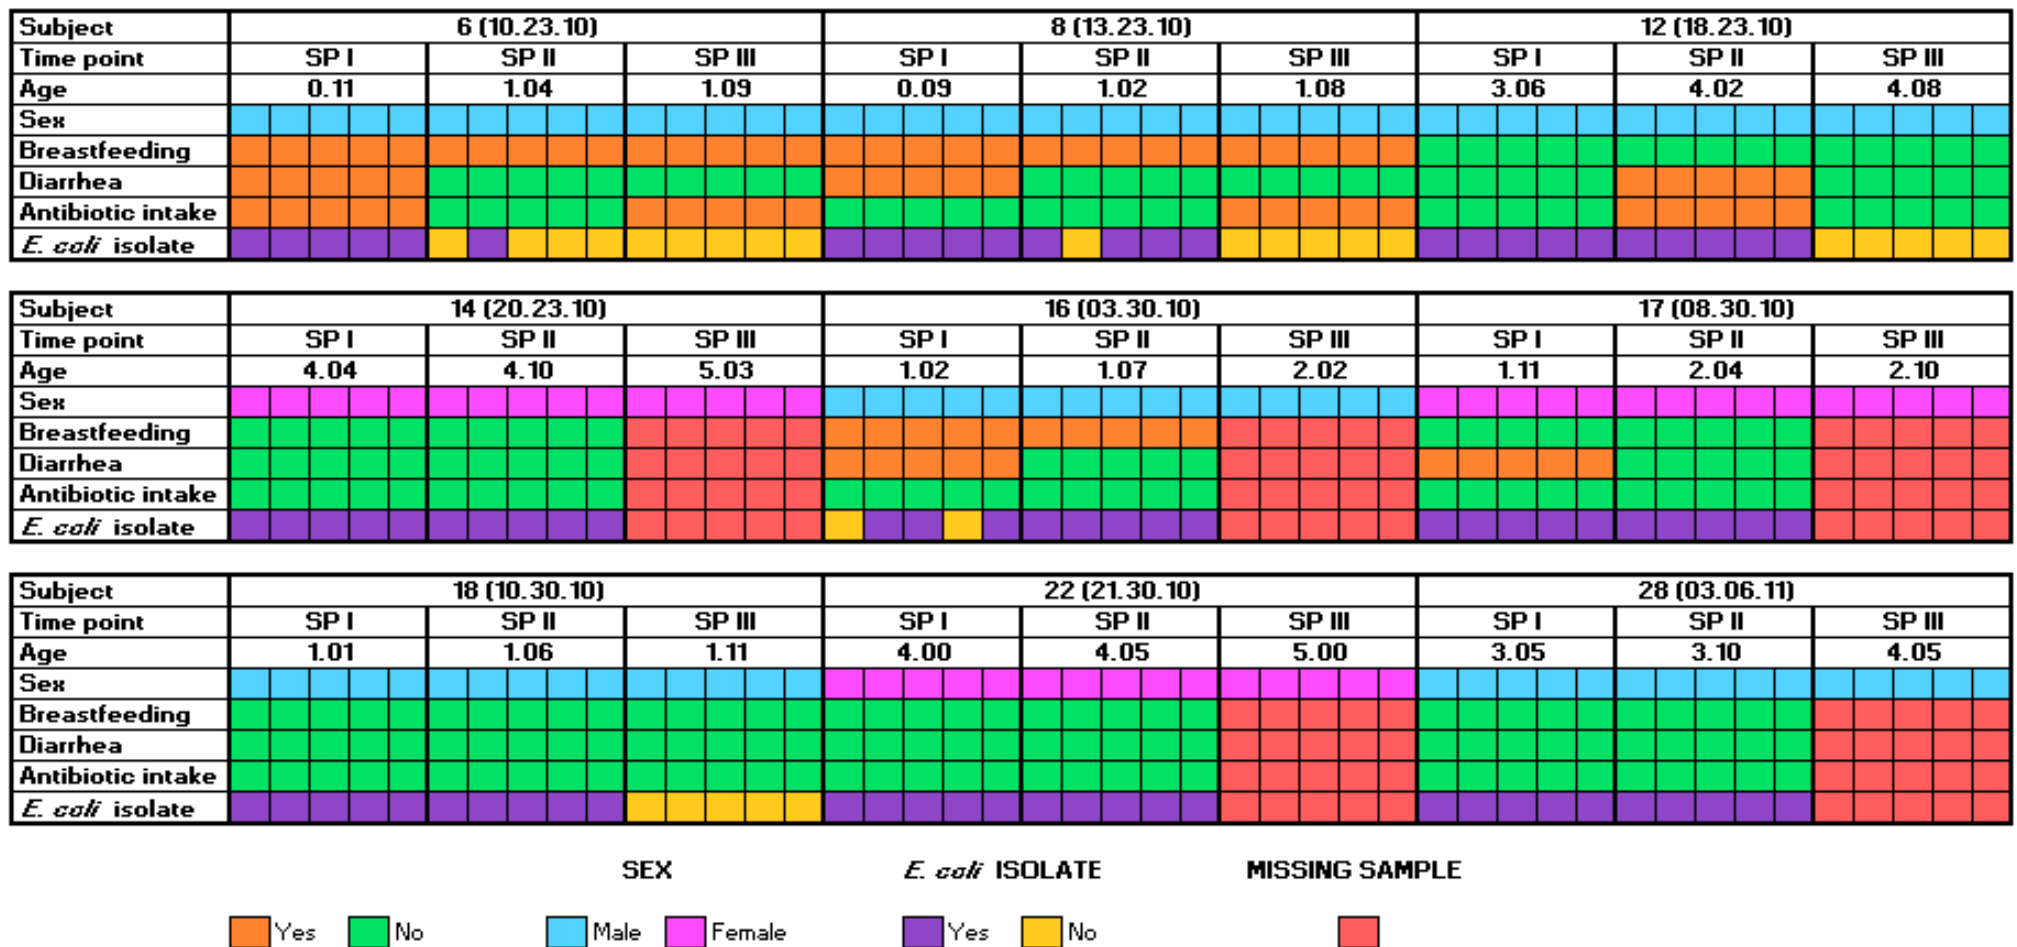 Subject 6 (10.23.10) 8 (13.23.10) 12 (18.23.10)
Time point SP I SP II SP III SP I SP II SP III SP I SP II SP III
Age 0.11 1.04 1.09 0.09 1.02 1.08 3.06 4.02 4.08
Sex
Breastfeeding
Diarrhea
Antibiotic intake
E. coli isolate
Subject 14 (20.23.10) 16 (03.30.10) 17 (08.30.10)
Time point SP I SP II SP III SP I SP II SP III SP I SP II SP III
Age 4.04 4.10 5.03 1.02 1.07 2.02 1.11 2.04 2.10
Sex
Breastfeeding
Diarrhea
Antibiotic intake
E. coli isolate
Subject 18 (10.30.10) 22 (21.30.10) 28 (03.06.11)
Time point SP I SP II SP III SP I SP II SP III SP I SP II SP III
Age 1.01 1.06 1.11 4.00 4.05 5.00 3.05 3.10 4.05
Sex
Breastfeeding
Diarrhea
Antibiotic intake
E. coli isolate
SEX E. coli ISOLATE MISSING SAMPLE
Yes No Male Female Yes No